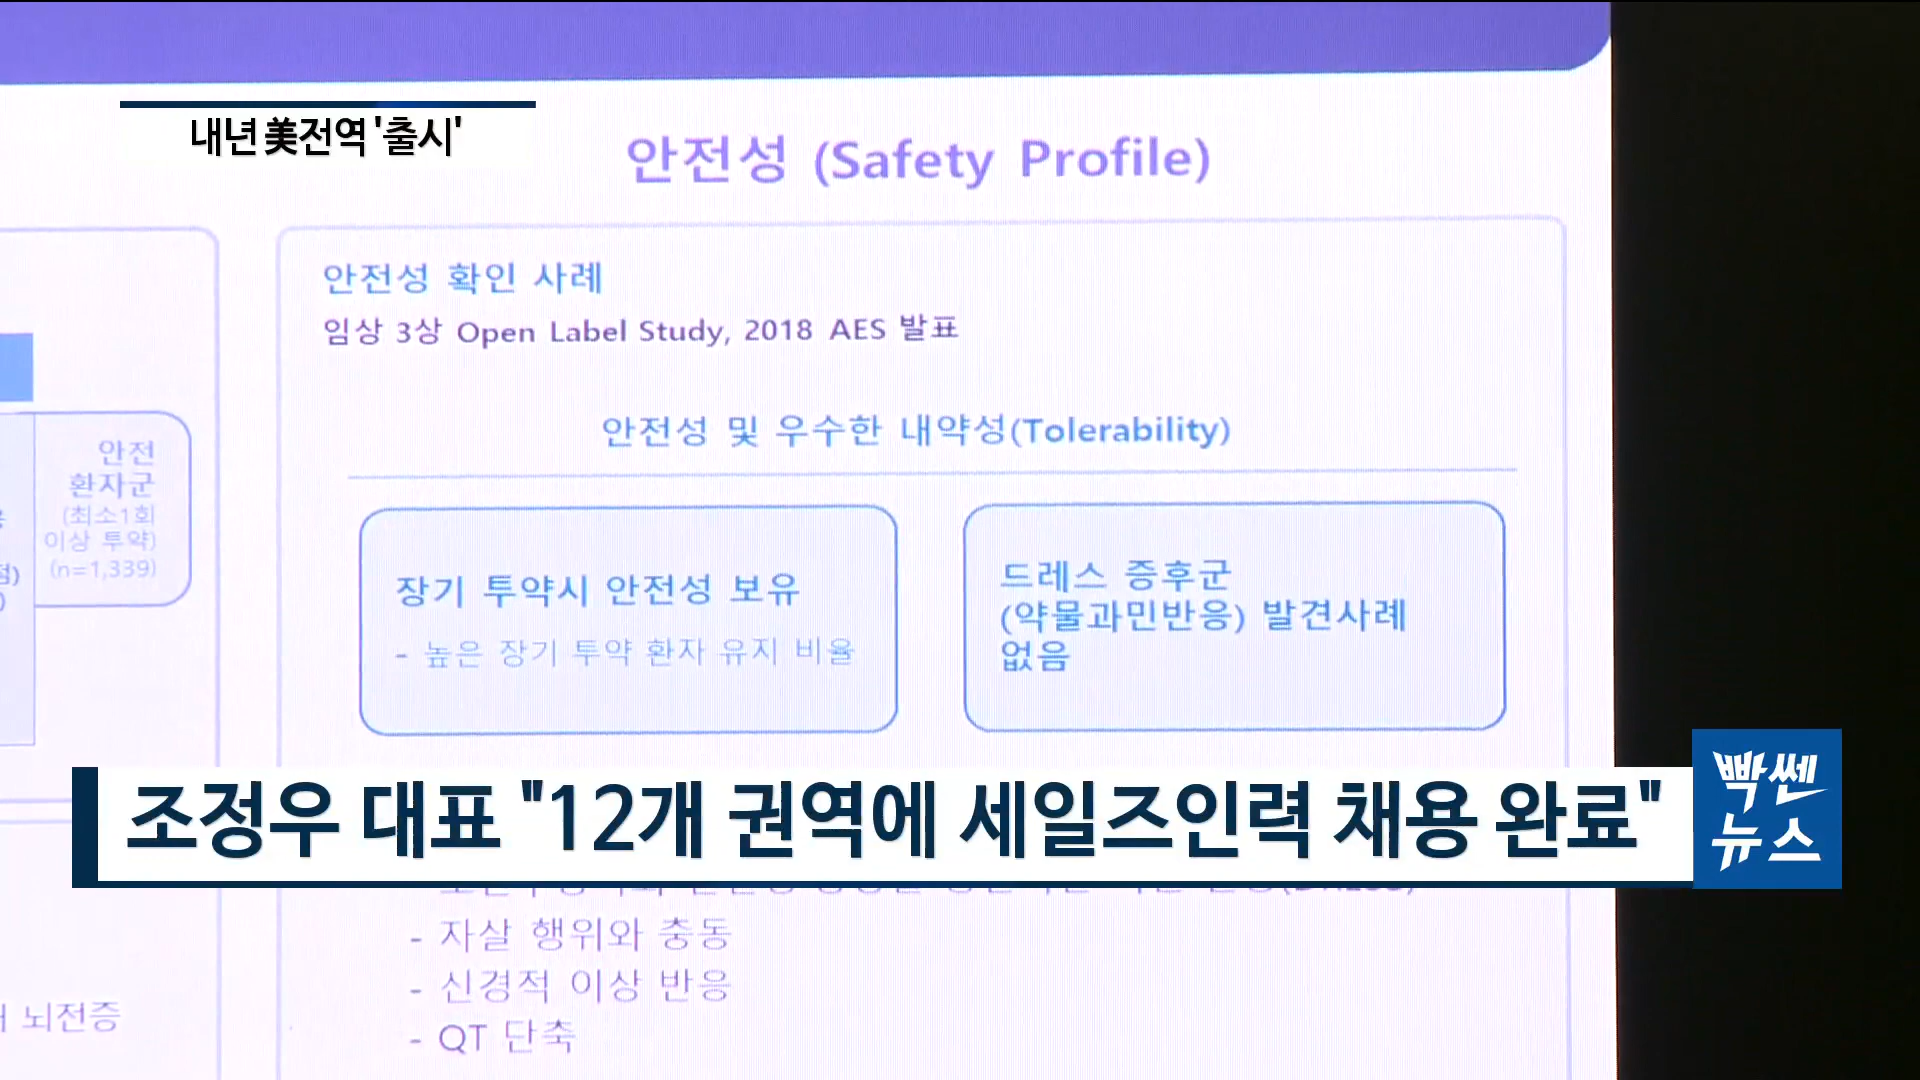 내년 美전역 '출시'
안전성 (Safety Profile)
안전성 확인 사례
임상 3상 Open Label Study, 2018 AES 발표
안전성 및 우수한 내약성(Tolerability)
안전
환자군
(최소1회
이상 투약)
(n=1,339)
장기 투약시 안전성 보유
- 높은 장기 투약 환자 유지 비율
드레스 증후군
(약물과민반응) 발견사례
없음
조정우 대표 "12개 권역에 세일즈인력 채용 완료"
빡쎈
뉴스
- 자살 행위와 충동
- 신경적 이상 반응
- QT 단축
뇌전증